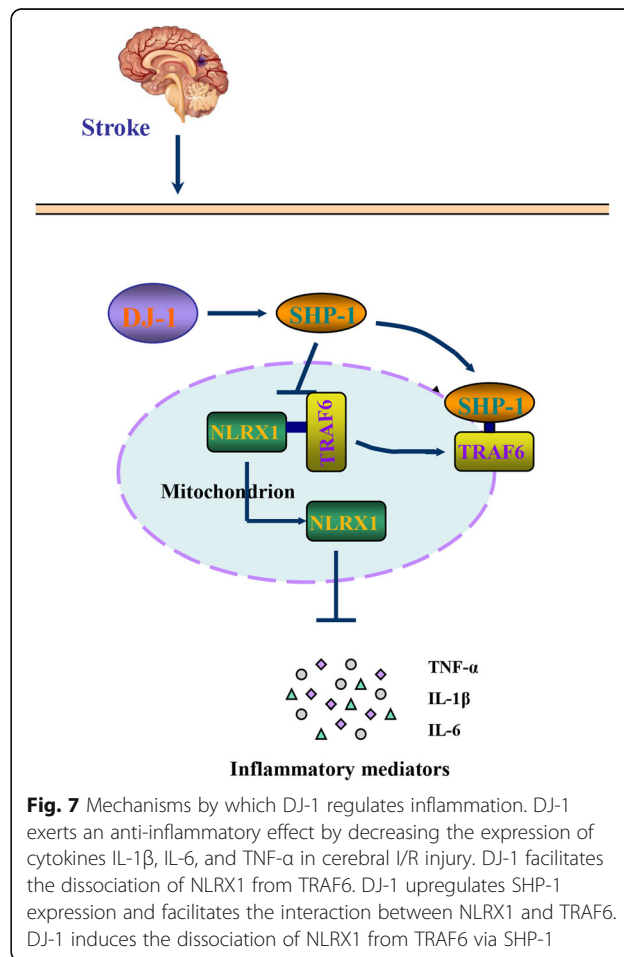 Stroke
DJ-1
SHP-1
SHP-1
NLRX1
TRAF6
TRAF6
Mitochondrion
NLRX1
TNF-α
IL-1β
IL-6
Inflammatory mediators
Fig. 7 Mechanisms by which DJ-1 regulates inflammation. DJ-1
exerts an anti-inflammatory effect by decreasing the expression of
cytokines IL-1β, IL-6, and TNF-α in cerebral I/R injury. DJ-1 facilitates
the dissociation of NLRX1 from TRAF6. DJ-1 upregulates SHP-1
expression and facilitates the interaction between NLRX1 and TRAF6.
DJ-1 induces the dissociation of NLRX1 from TRAF6 via SHP-1